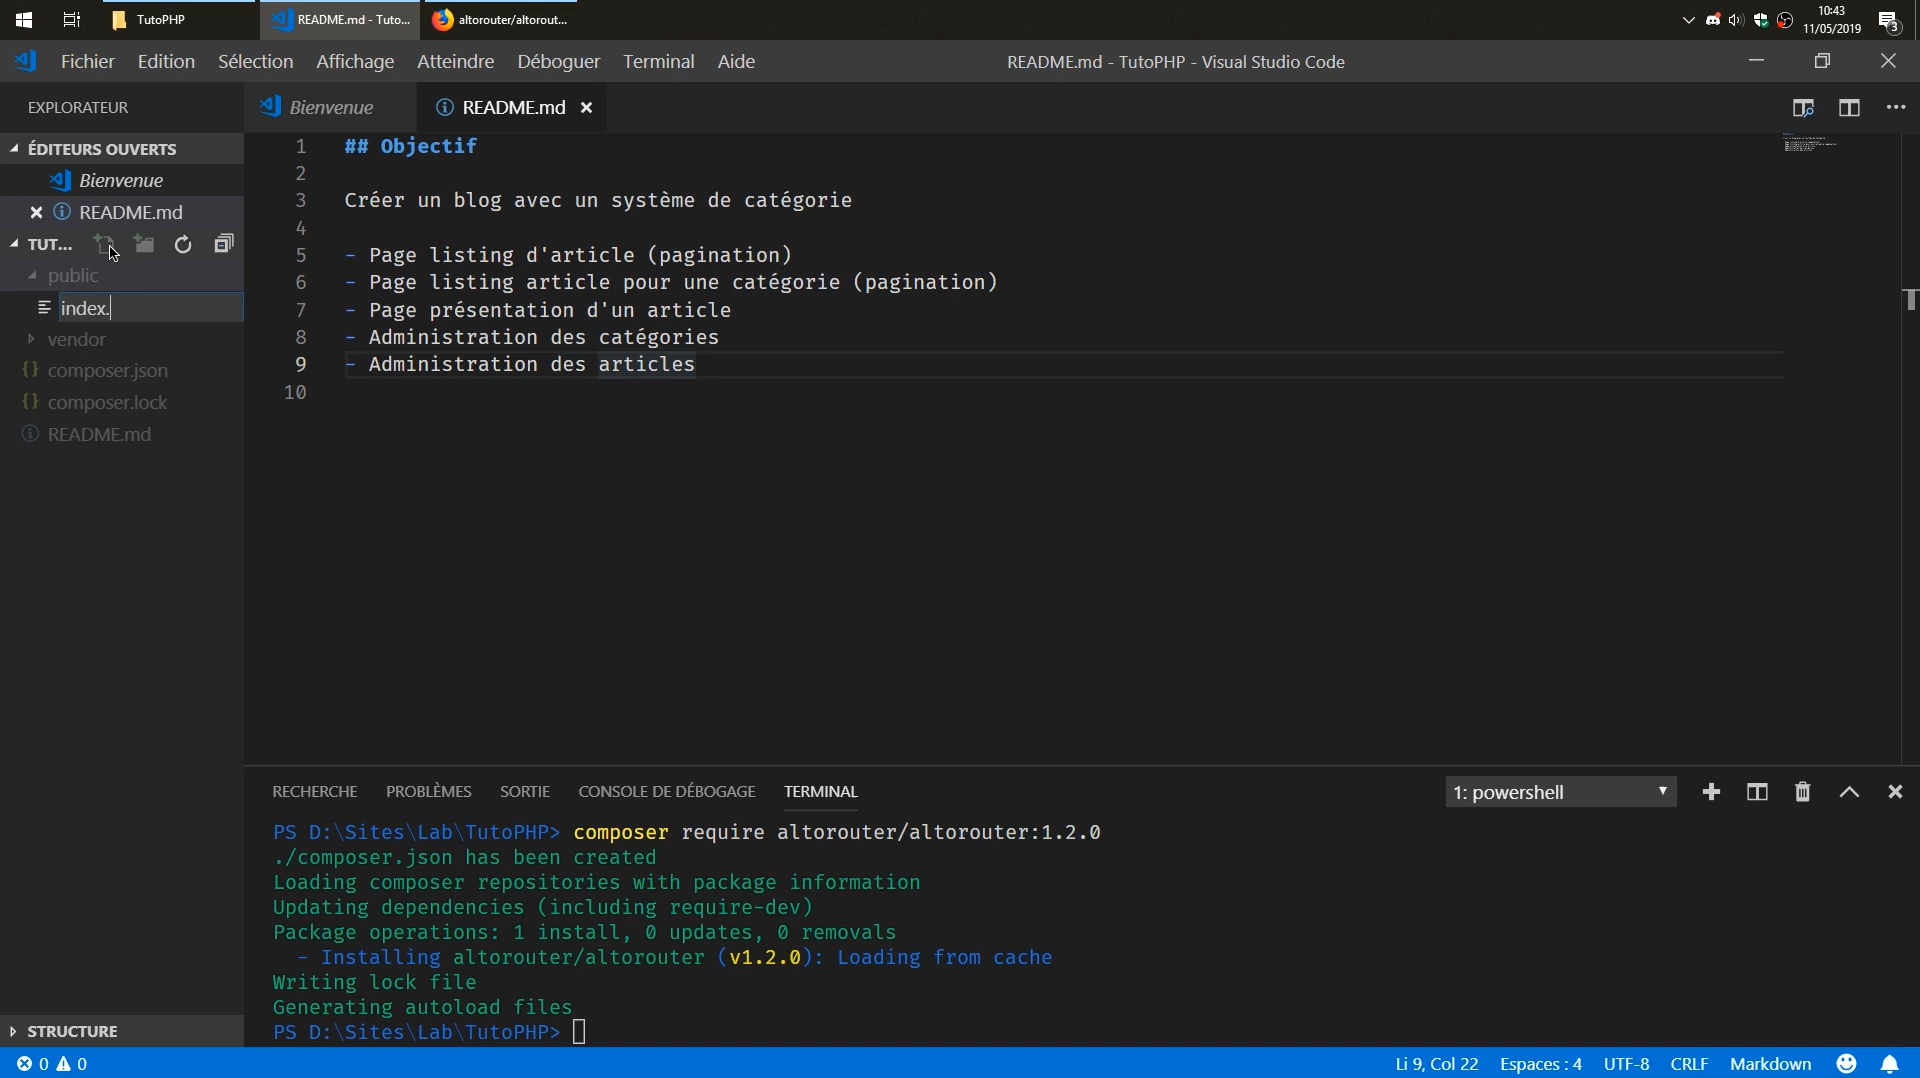 TutoPHP
README.md - Tuto...
altorouter/altorout...
10:43
11/05/2019
3
Fichier Edition Sélection Affichage Atteindre Déboguer Terminal Aide
README.md - TutoPHP - Visual Studio Code
EXPLORATEUR
Bienvenue
README.md
ÉDITEURS OUVERTS
Bienvenue
README.md
TUT...
public
index.
vendor
composer.json
composer.lock
README.md
STRUCTURE
1 ## Objectif
2
3 Créer un blog avec un système de catégorie
4
5 - Page listing d'article (pagination)
6 - Page listing article pour une catégorie (pagination)
7 - Page présentation d'un article
8 - Administration des catégories
9 - Administration des articles
10
RECHERCHE PROBLÈMES SORTIE CONSOLE DE DÉBOGAGE TERMINAL
1: powershell
PS D:\Sites\Lab\TutoPHP> composer require altorouter/altorouter:1.2.0
./composer.json has been created
Loading composer repositories with package information
Updating dependencies (including require-dev)
Package operations: 1 install, 0 updates, 0 removals
- Installing altorouter/altorouter (v1.2.0): Loading from cache
Writing lock file
Generating autoload files
PS D:\Sites\Lab\TutoPHP>
0 0
Li 9, Col 22 Espaces : 4 UTF-8 CRLF Markdown